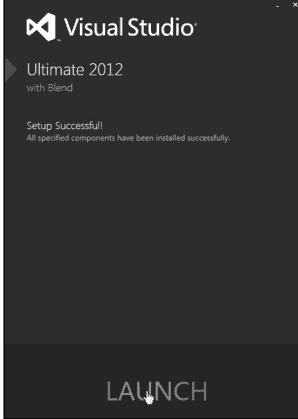 Visual Studio
Ultimate 2012
with Blend
Setup Successful!
All specified components have been installed successfully.
LAUNCH